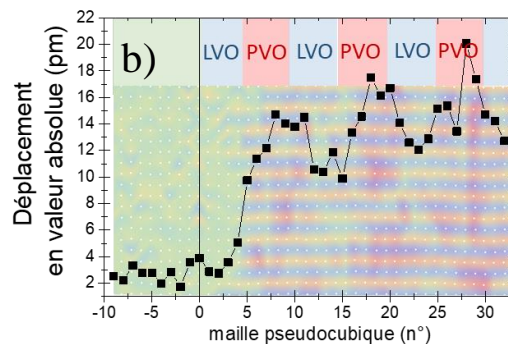 b)
LVO PVO LVO PVO LVO PVO
Déplacement
en valeur absolue (pm)
22
20
18
16
14
12
10
8
6
4
2
-10 -5 0 5 10 15 20 25 30
maille pseudocubique (n°)